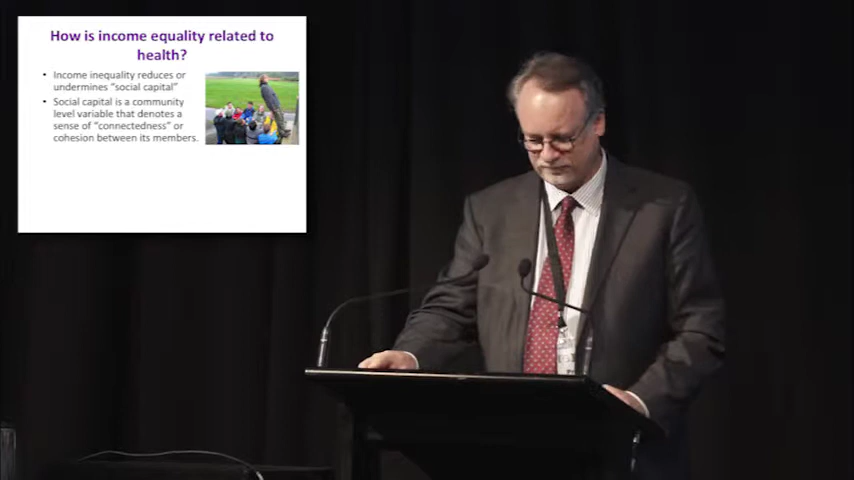 How is income equality related to
health?
• Income inequality reduces or
undermines "social capital"
• Social capital is a community
level variable that denotes a
sense of "connectedness" or
cohesion between its members.